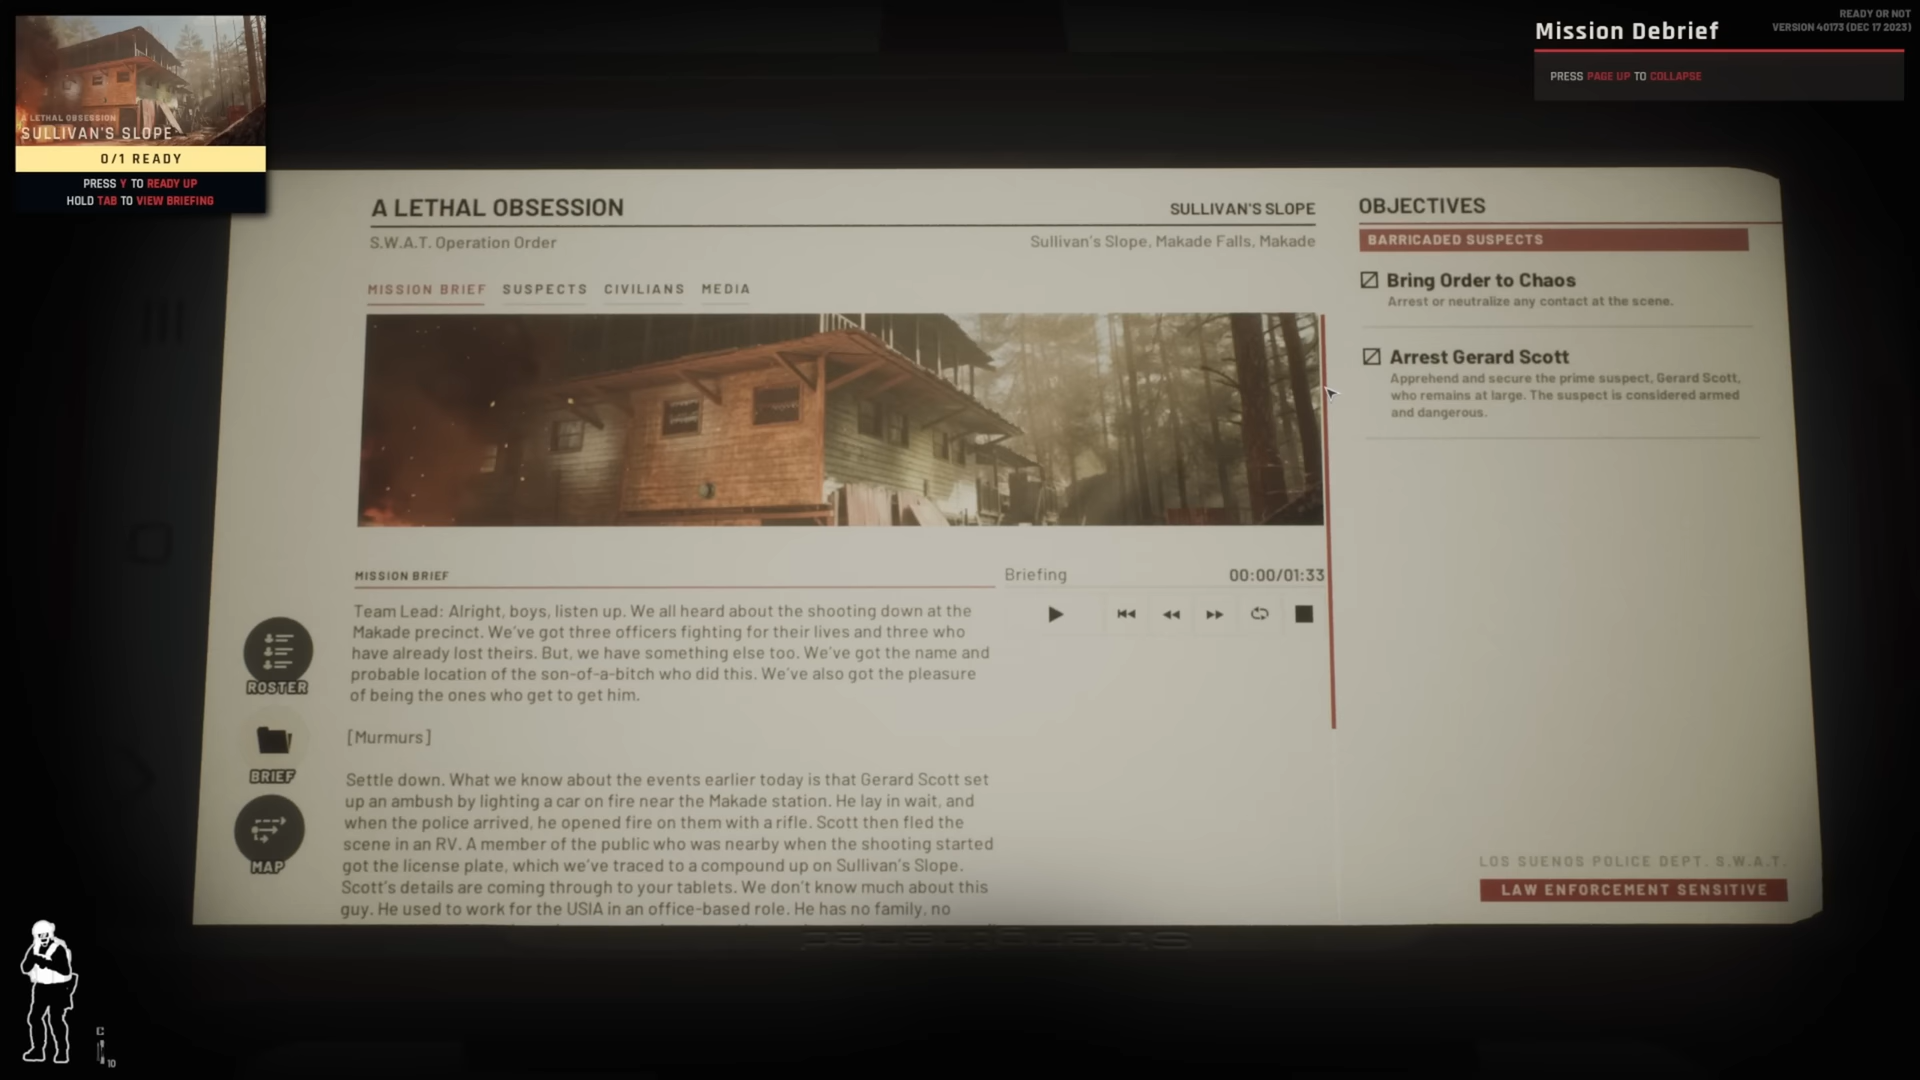 A LETHAL OBSESSION
SULLIVAN'S SLOPE
0/1 READY
PRESS Y TO READY UP
HOLD TAB TO VIEW BRIEFING
Mission Debrief
READY OR NOT
VERSION 40173 (DEC 17 2023)
PRESS PAGE UP TO COLLAPSE
A LETHAL OBSESSION
SULLIVAN'S SLOPE
S.W.A.T. Operation Order
Sullivan's Slope, Makade Falls, Makade
MISSION BRIEF SUSPECTS CIVILIANS MEDIA
OBJECTIVES
BARRICADED SUSPECTS
Bring Order to Chaos
Arrest or neutralize any contact at the scene.
Arrest Gerard Scott
Apprehend and secure the prime suspect, Gerard Scott,
who remains at large. The suspect is considered armed
and dangerous.
MISSION BRIEF
Briefing
00:00/01:33
Team Lead: Alright, boys, listen up. We all heard about the shooting down at the
Makade precinct. We've got three officers fighting for their lives and three who
have already lost theirs. But, we have something else too. We've got the name and
probable location of the son-of-a-bitch who did this. We've also got the pleasure
of being the ones who get to get him.
[Murmurs]
Settle down. What we know about the events earlier today is that Gerard Scott set
up an ambush by lighting a car on fire near the Makade station. He lay in wait, and
when the police arrived, he opened fire on them with a rifle. Scott then fled the
scene in an RV. A member of the public who was nearby when the shooting started
got the license plate, which we've traced to a compound up on Sullivan's Slope.
Scott's details are coming through to your tablets. We don't know much about this
guy. He used to work for the USIA in an office-based role. He has no family, no
ROSTER
BRIEF
MAP
LOS SUENOS POLICE DEPT. S.W.A.T.
LAW ENFORCEMENT SENSITIVE
C
10